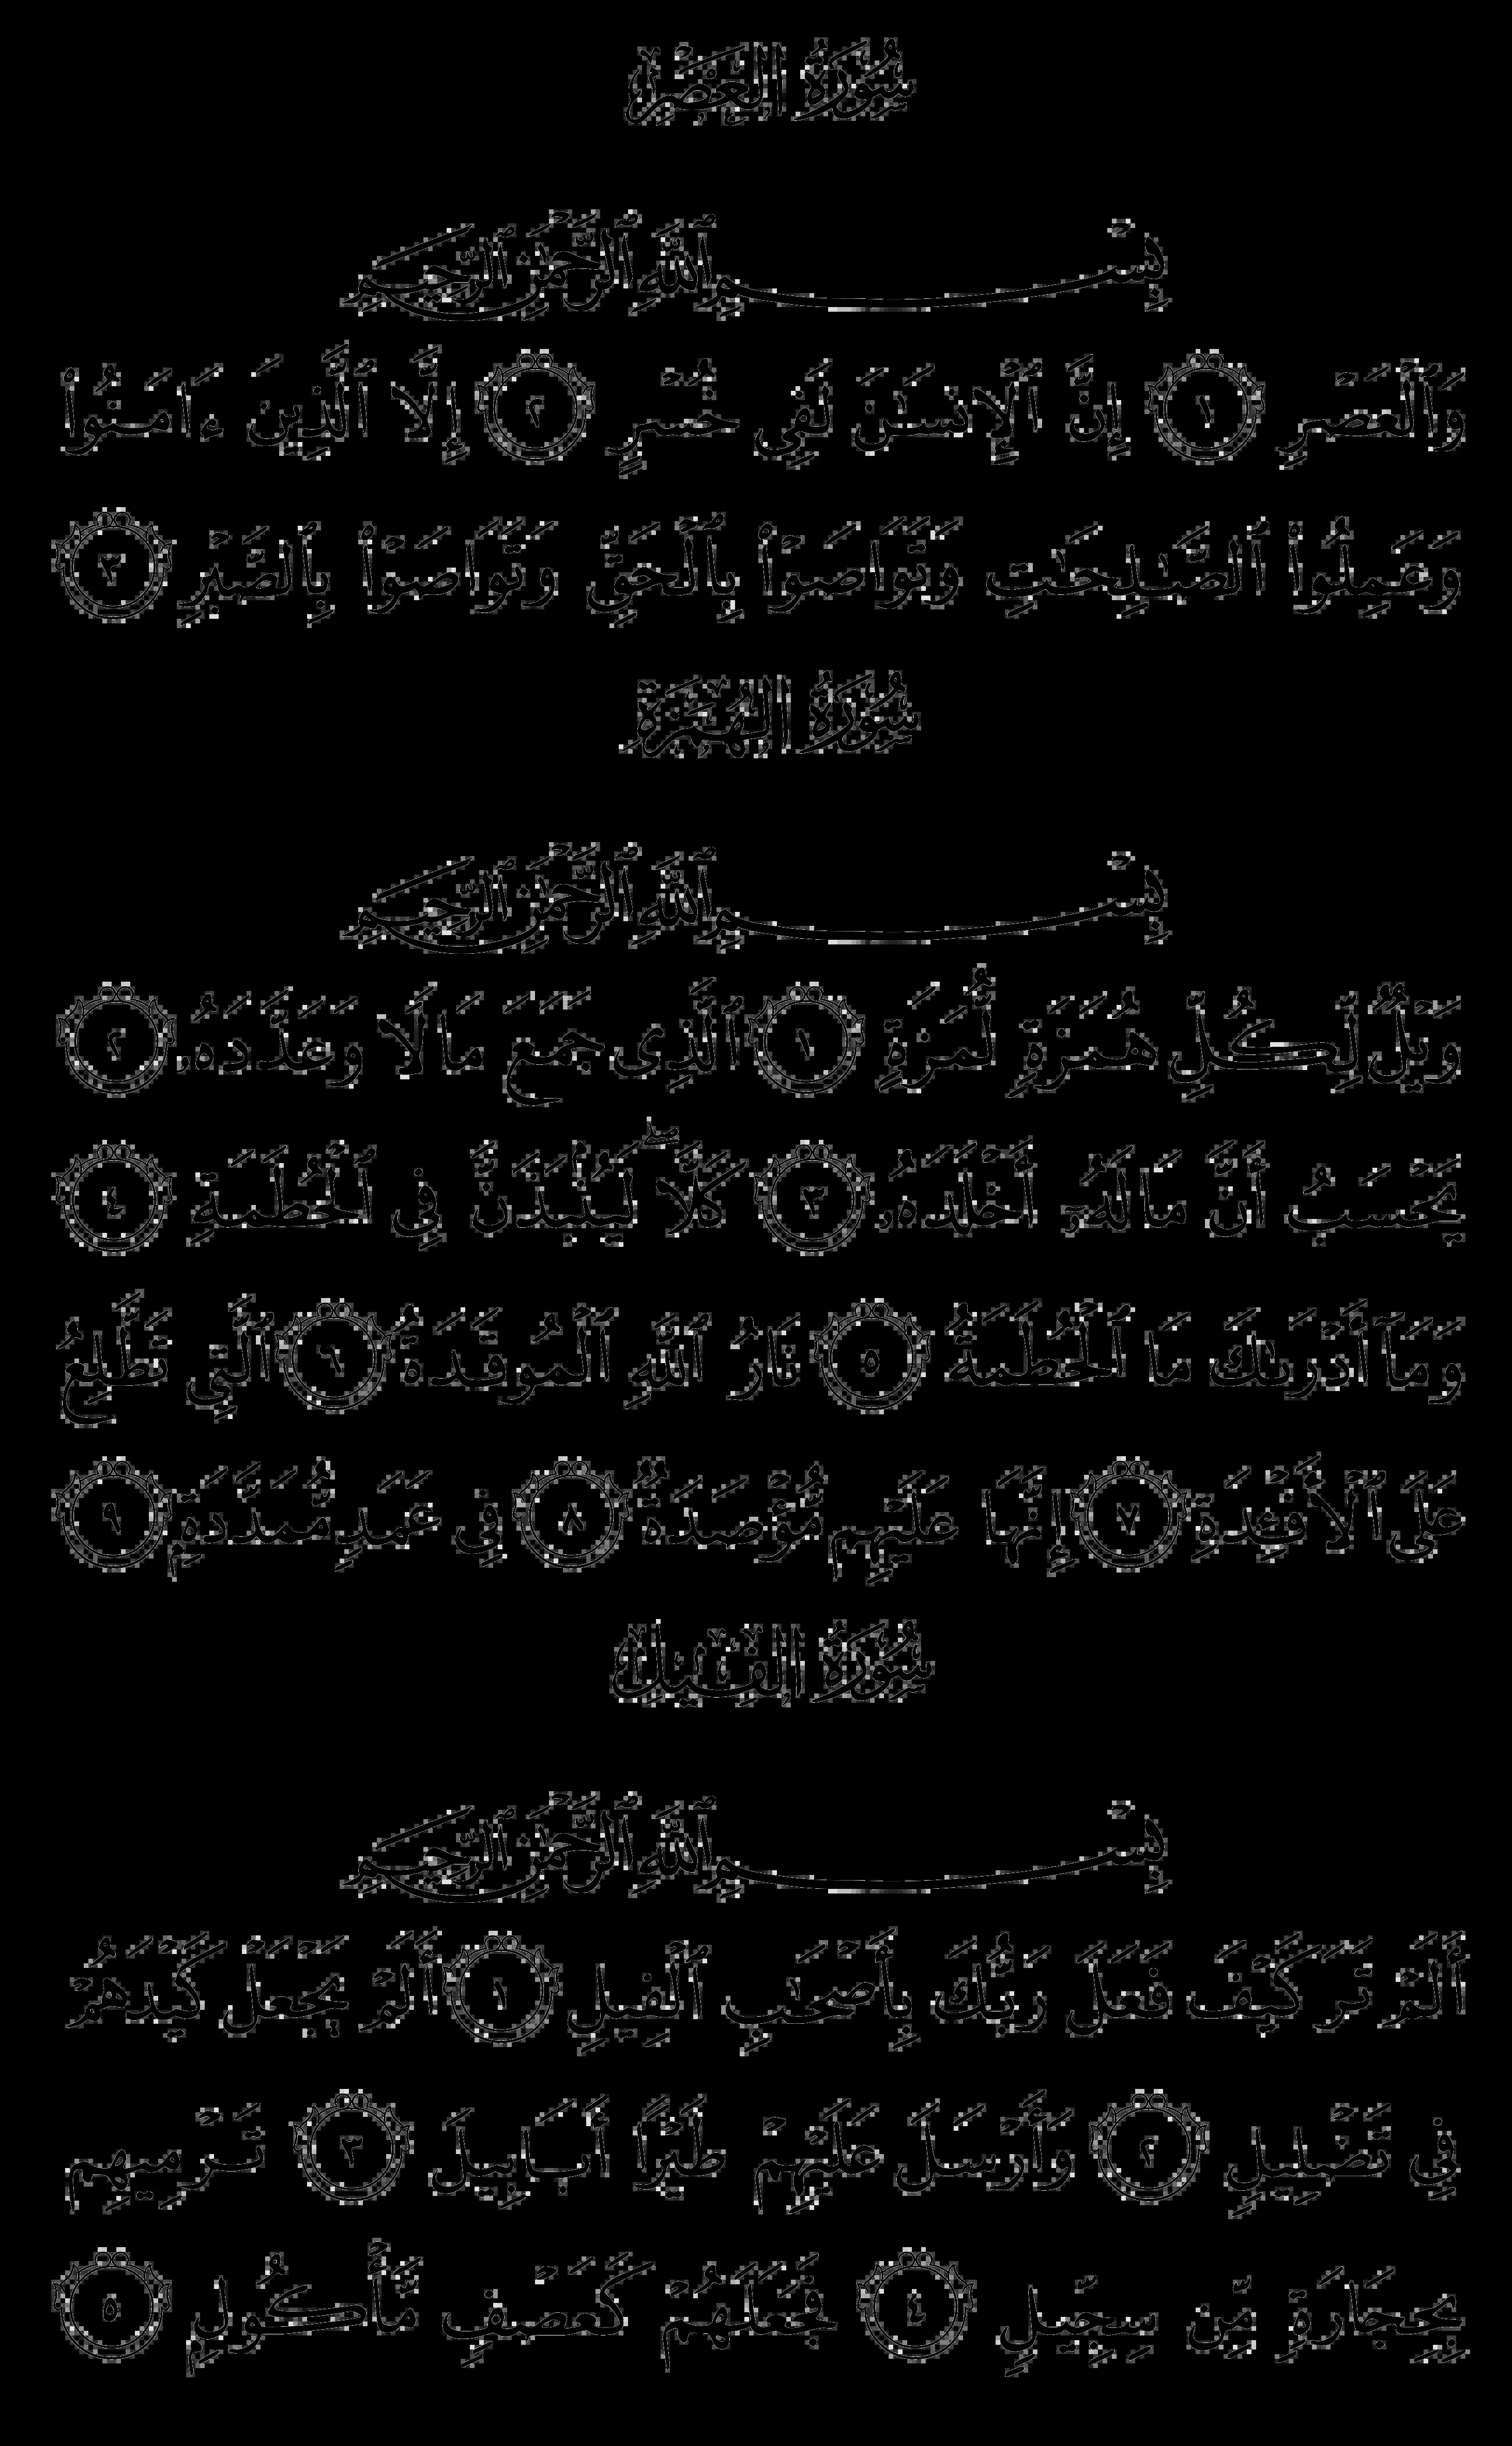 سُورَةُ العَصْرِ
بِسْمِ ٱللَّهِ ٱلرَّحْمَٰنِ ٱلرَّحِيمِ
وَٱلْعَصْرِ ١ إِنَّ ٱلْإِنسَٰنَ لَفِى خُسْرٍ ٢ إِلَّا ٱلَّذِينَ ءَامَنُوا۟
وَعَمِلُوا۟ ٱلصَّٰلِحَٰتِ وَتَوَاصَوْا۟ بِٱلْحَقِّ وَتَوَاصَوْا۟ بِٱلصَّبْرِ ٣
سُورَةُ الهُمَزَةِ
بِسْمِ ٱللَّهِ ٱلرَّحْمَٰنِ ٱلرَّحِيمِ
وَيْلٌ لِّكُلِّ هُمَزَةٍ لُّمَزَةٍ ١ ٱلَّذِى جَمَعَ مَالًا وَعَدَّدَهُۥ ٢
يَحْسَبُ أَنَّ مَالَهُۥٓ أَخْلَدَهُۥ ٣ كَلَّا ۖ لَيُنۢبَذَنَّ فِى ٱلْحُطَمَةِ ٤
وَمَآ أَدْرَىٰكَ مَا ٱلْحُطَمَةُ ٥ نَارُ ٱللَّهِ ٱلْمُوقَدَةُ ٦ ٱلَّتِى تَطَّلِعُ
عَلَى ٱلْأَفْـِٔدَةِ ٧ إِنَّهَا عَلَيْهِم مُّؤْصَدَةٌ ٨ فِى عَمَدٍ مُّمَدَّدَةٍۭ ٩
سُورَةُ الفِيلِ
بِسْمِ ٱللَّهِ ٱلرَّحْمَٰنِ ٱلرَّحِيمِ
أَلَمْ تَرَ كَيْفَ فَعَلَ رَبُّكَ بِأَصْحَٰبِ ٱلْفِيلِ ١ أَلَمْ يَجْعَلْ كَيْدَهُمْ
فِى تَضْلِيلٍ ٢ وَأَرْسَلَ عَلَيْهِمْ طَيْرًا أَبَابِيلَ ٣ تَرْمِيهِم
بِحِجَارَةٍ مِّن سِجِّيلٍ ٤ فَجَعَلَهُمْ كَعَصْفٍ مَّأْكُولٍۭ ٥